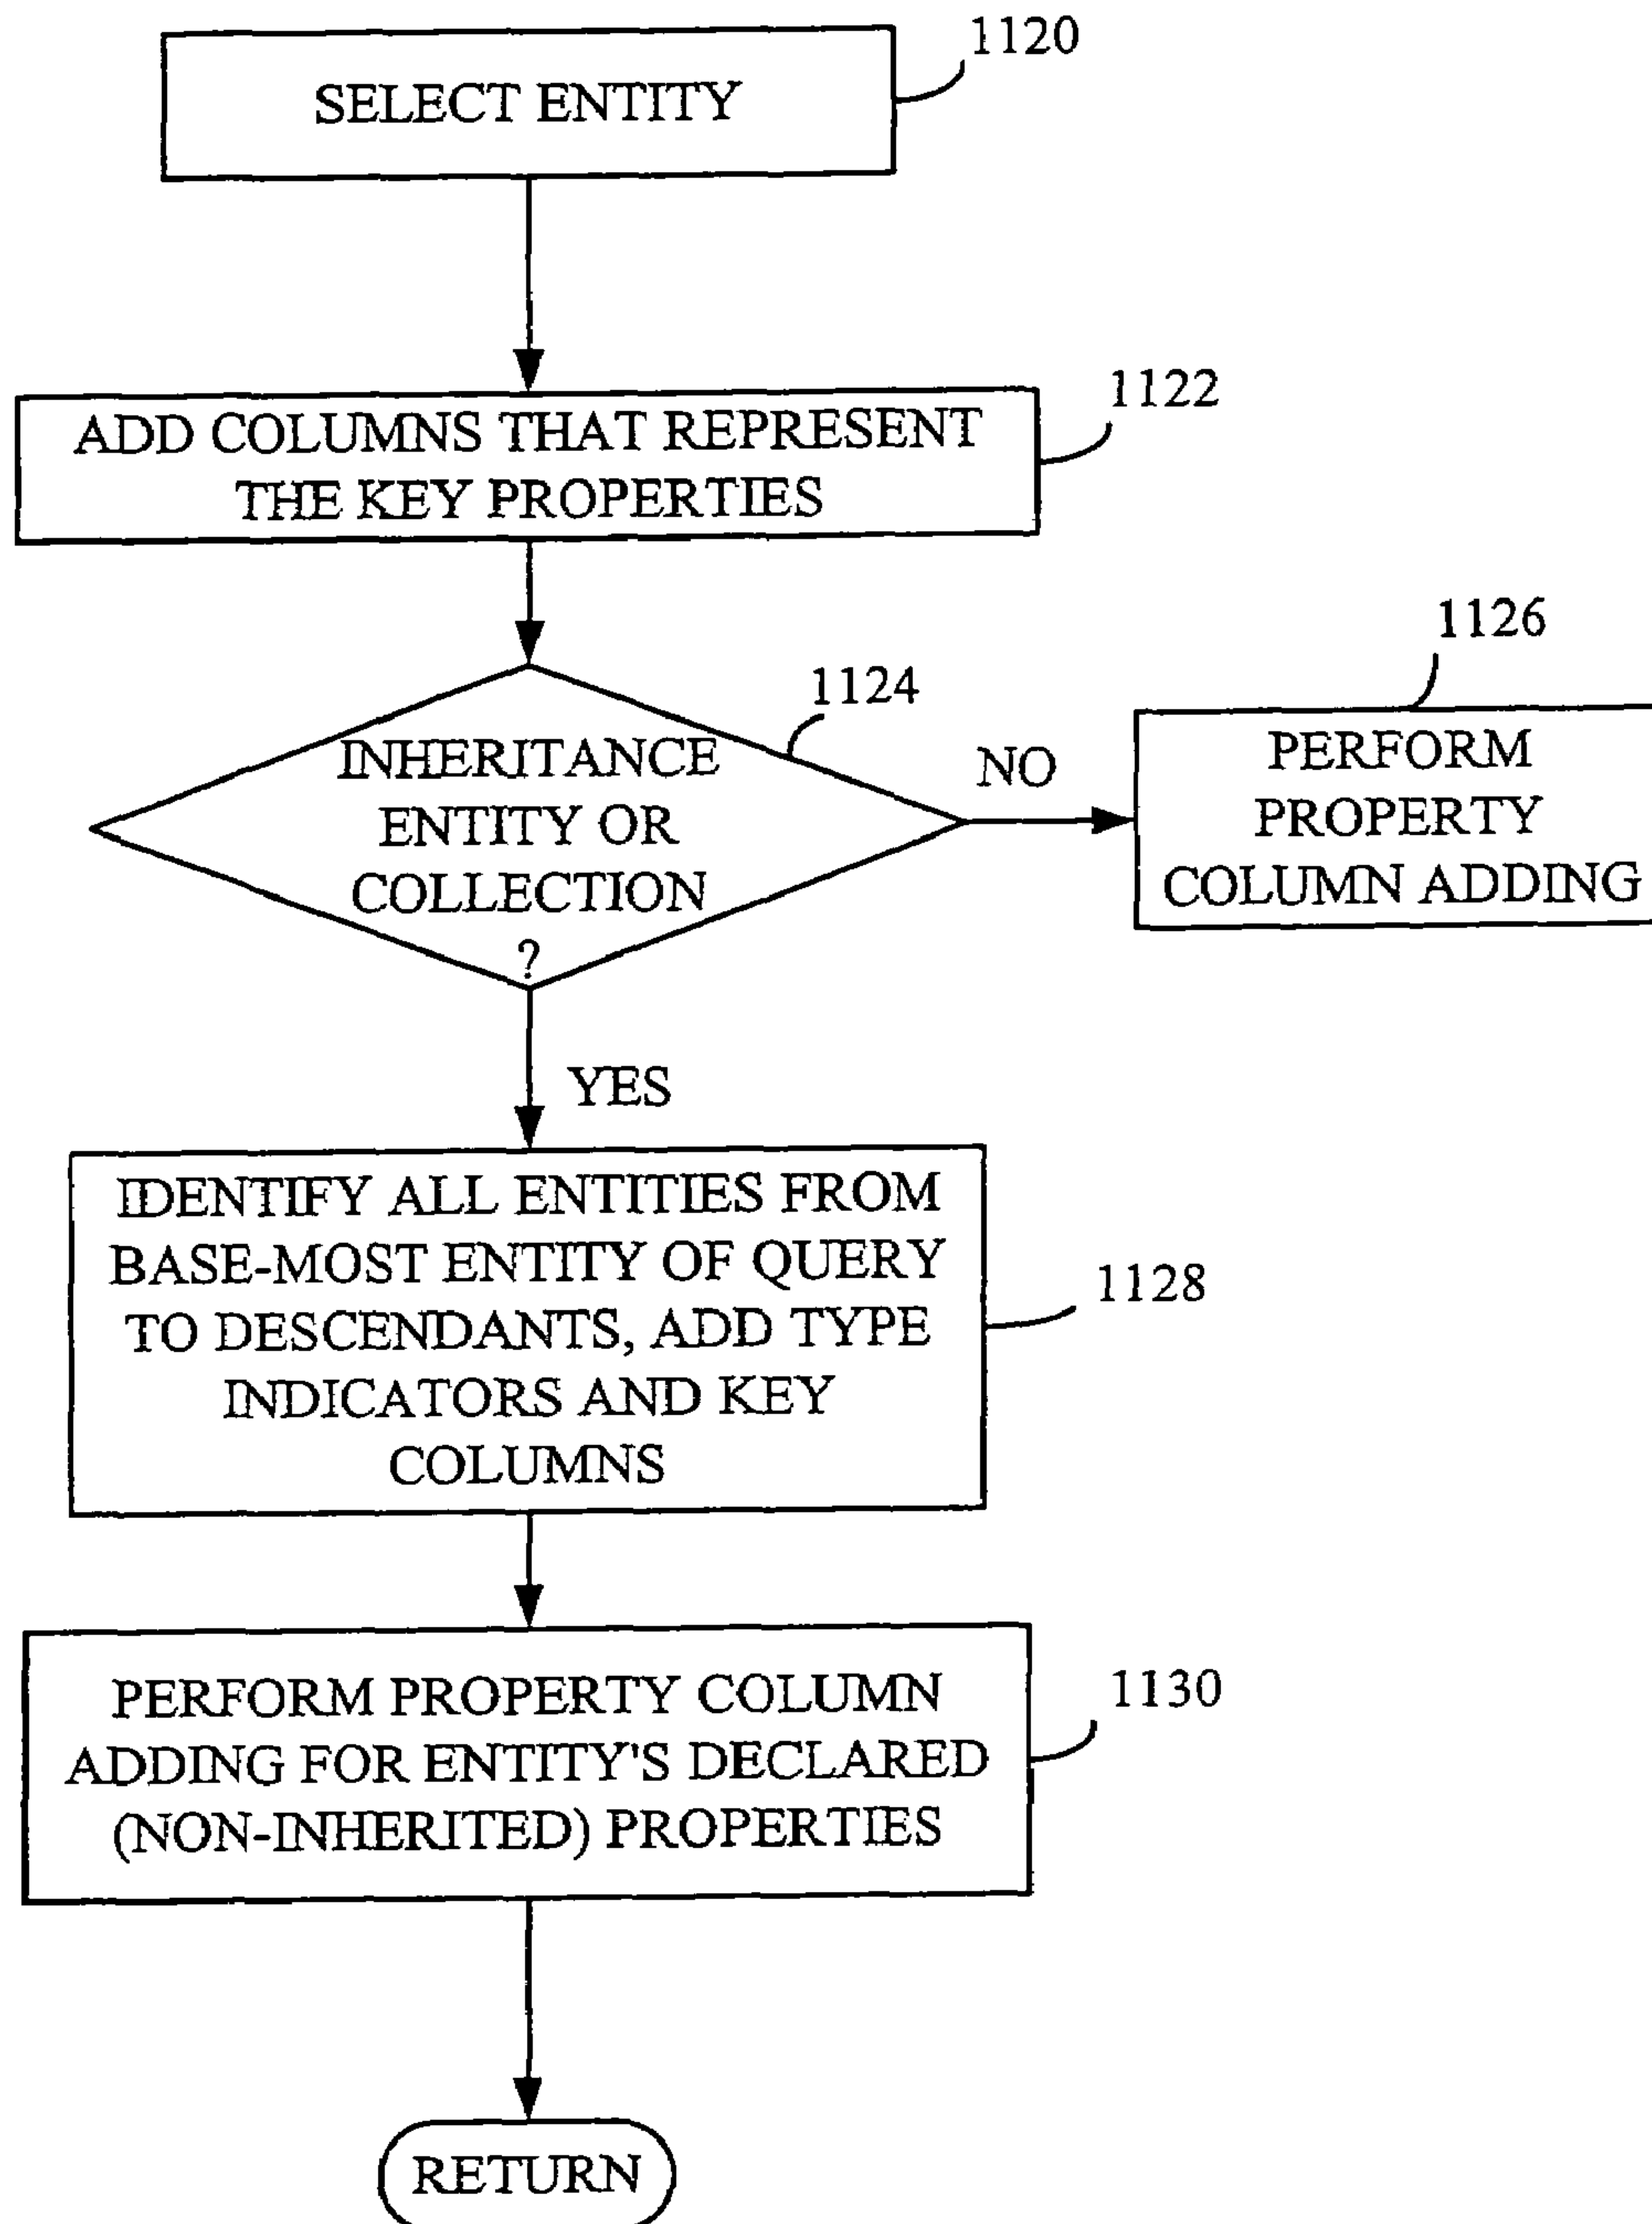 1120
SELECT ENTITY
1122
ADD COLUMNS THAT REPRESENT
THE KEY PROPERTIES
1124
INHERITANCE
ENTITY OR
COLLECTION
?
NO
1126
PERFORM
PROPERTY
COLUMN ADDING
YES
IDENTIFY ALL ENTITIES FROM
BASE-MOST ENTITY OF QUERY
TO DESCENDANTS, ADD TYPE
INDICATORS AND KEY
COLUMNS
1128
PERFORM PROPERTY COLUMN
ADDING FOR ENTITY'S DECLARED
(NON-INHERITED) PROPERTIES
1130
RETURN